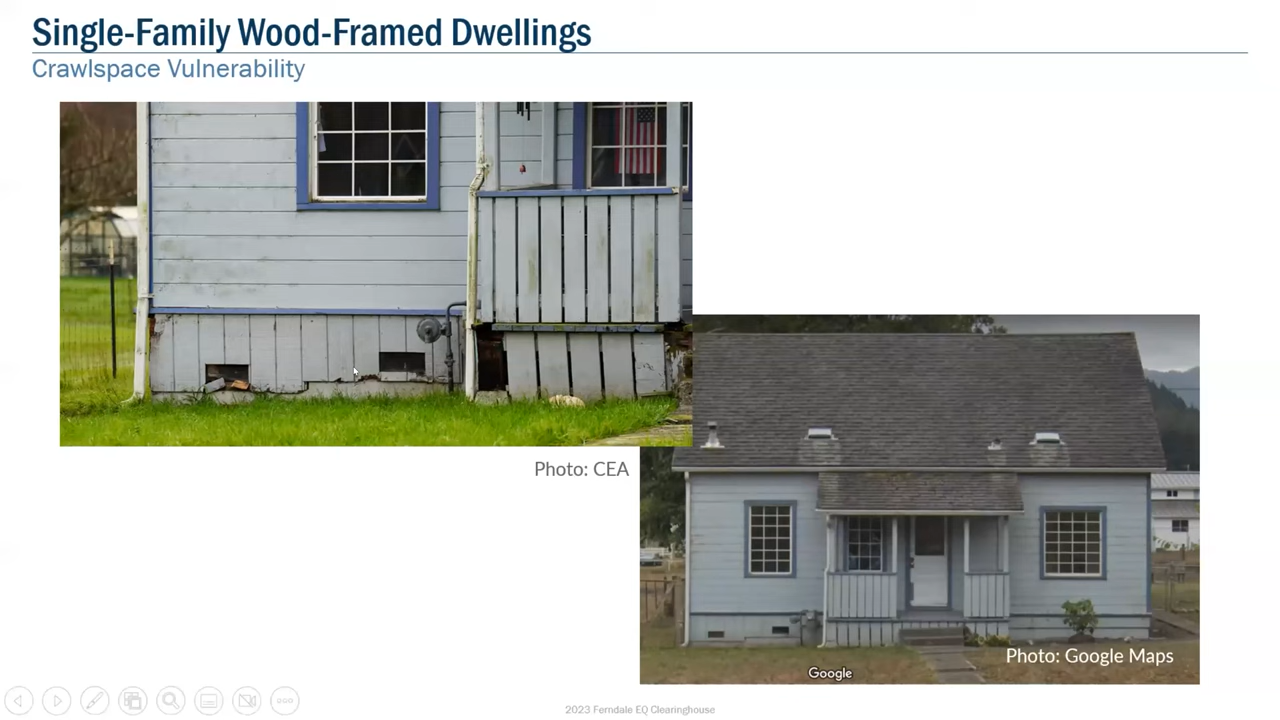 Single-Family Wood-Framed Dwellings
Crawlspace Vulnerability
Photo: CEA
Photo: Google Maps
Google
2023 Ferndale EQ Clearinghouse